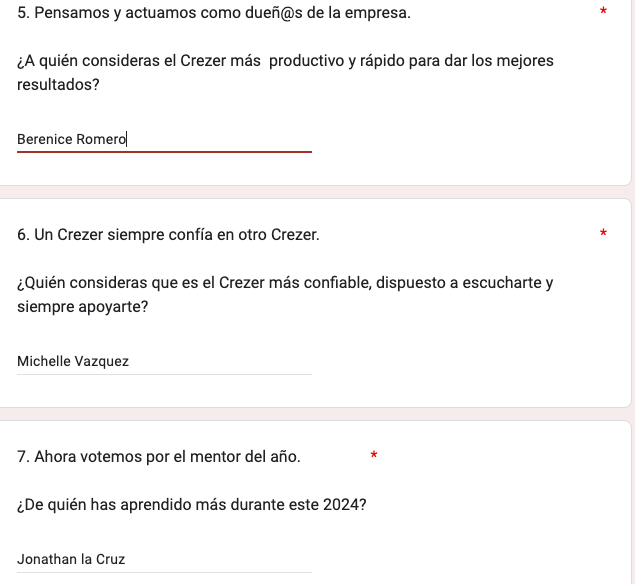 5. Pensamos y actuamos como dueñ@s de la empresa. *
¿A quién consideras el Crezer más  productivo y rápido para dar los mejores
resultados?
Berenice Romero
6. Un Crezer siempre confía en otro Crezer. *
¿Quién consideras que es el Crezer más confiable, dispuesto a escucharte y
siempre apoyarte?
Michelle Vazquez
7. Ahora votemos por el mentor del año. *
¿De quién has aprendido más durante este 2024?
Jonathan la Cruz